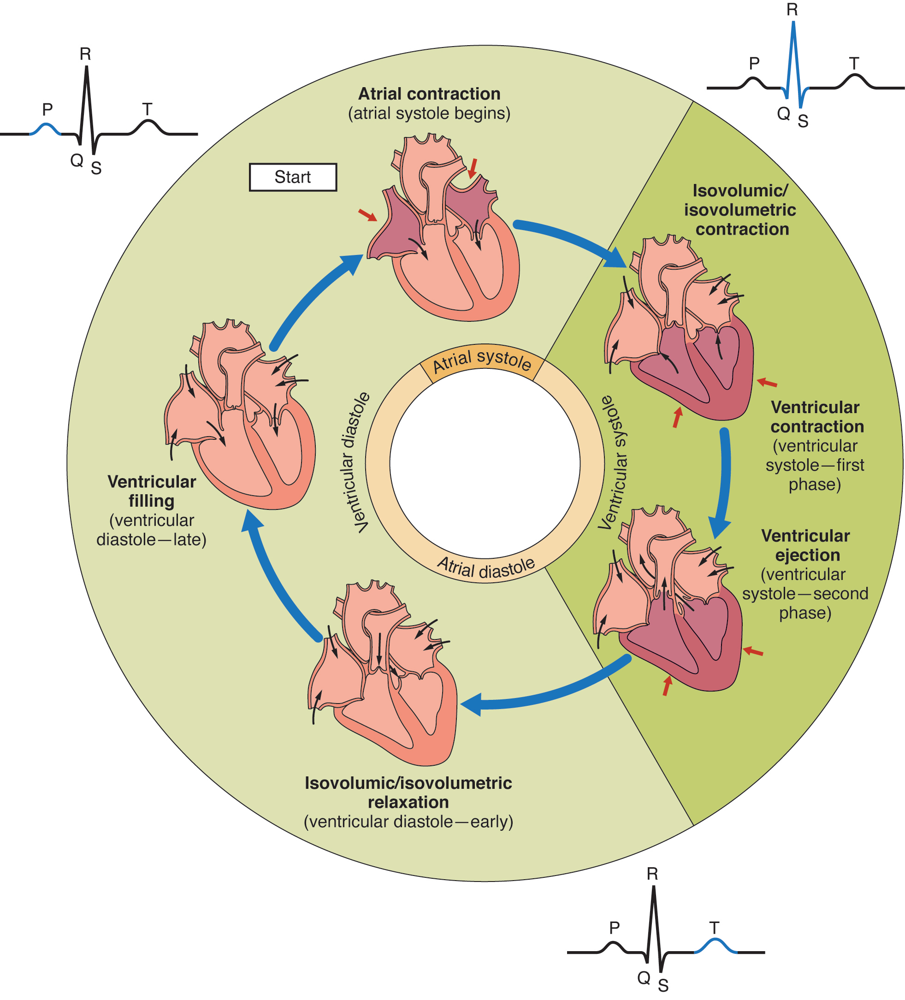 R
P
T
Q
S
R
P
T
Q
S
Atrial contraction
(atrial systole begins)
Start
Isovolumic/
isovolumetric
contraction
Atrial systole
Ventricular diastole
Ventricular systole
Atrial diastole
Ventricular
contraction
(ventricular
systole—first
phase)
Ventricular
ejection
(ventricular
systole—second
phase)
Ventricular
filling
(ventricular
diastole—late)
Isovolumic/isovolumetric
relaxation
(ventricular diastole—early)
R
P
T
Q
S